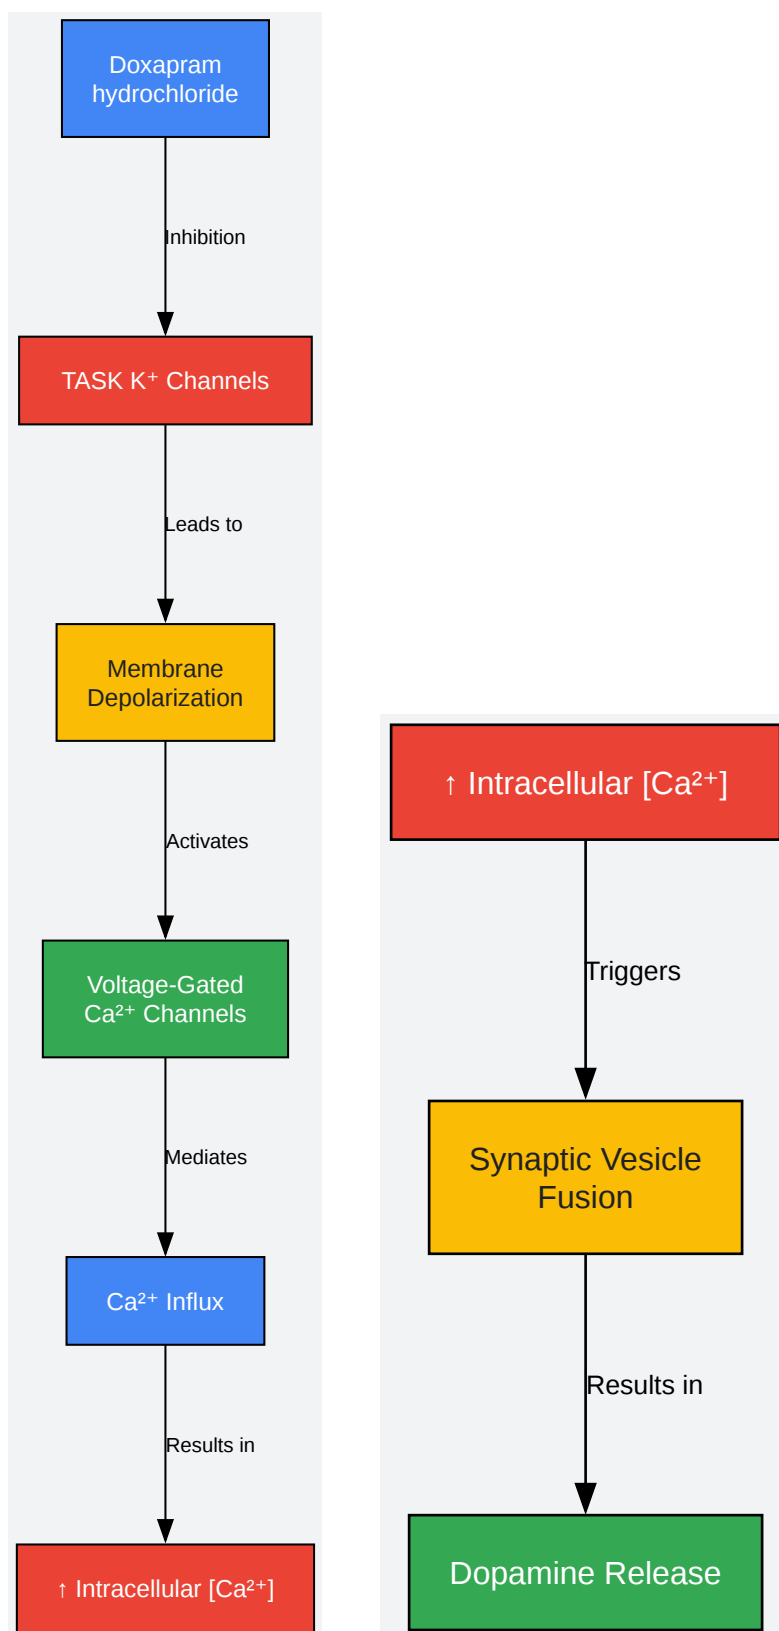 Doxapram
hydrochloride
Inhibition
TASK K⁺ Channels
Leads to
Membrane
Depolarization
Activates
Voltage-Gated
Ca²⁺ Channels
Mediates
Ca²⁺ Influx
Results in
↑ Intracellular [Ca²⁺]
↑ Intracellular [Ca²⁺]
Triggers
Synaptic Vesicle
Fusion
Results in
Dopamine Release